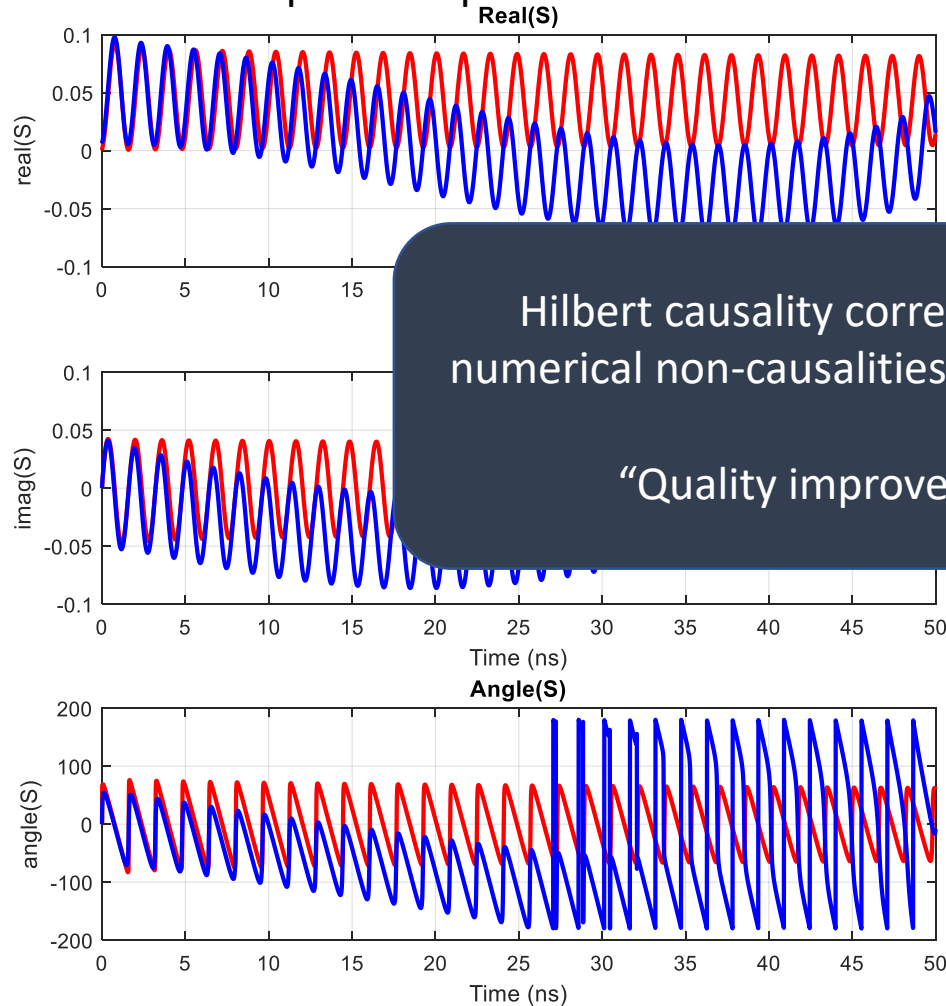 Real(S)
0.1
0.05
0
-0.05
-0.1
real(S)
0 5 10 15
Hilbert causality corre
numerical non-causalities
“Quality improve
0.1
0.05
0
-0.05
-0.1
imag(S)
0 5 10 15 20 25 30 35 40 45 50
Time (ns)
Angle(S)
200
100
0
-100
-200
angle(S)
0 5 10 15 20 25 30 35 40 45 50
Time (ns)